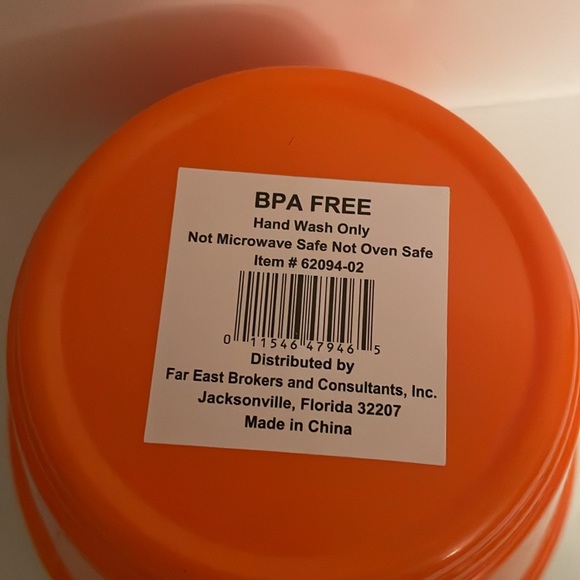 BPA FREE
Hand Wash Only
Not Microwave Safe Not Oven Safe
Item # 62094-02
0 11546 47946 5
Distributed by
Far East Brokers and Consultants, Inc.
Jacksonville, Florida 32207
Made in China